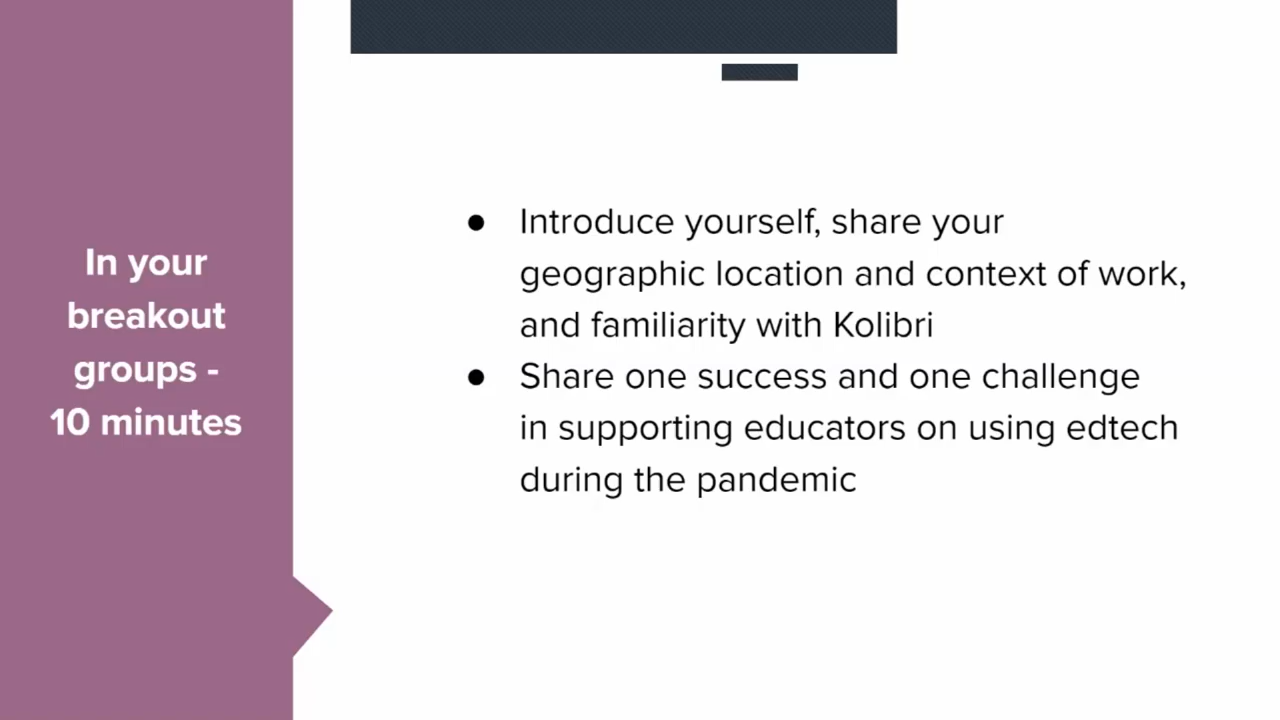 In your
breakout
groups -
10 minutes
● Introduce yourself, share your
geographic location and context of work,
and familiarity with Kolibri
● Share one success and one challenge
in supporting educators on using edtech
during the pandemic